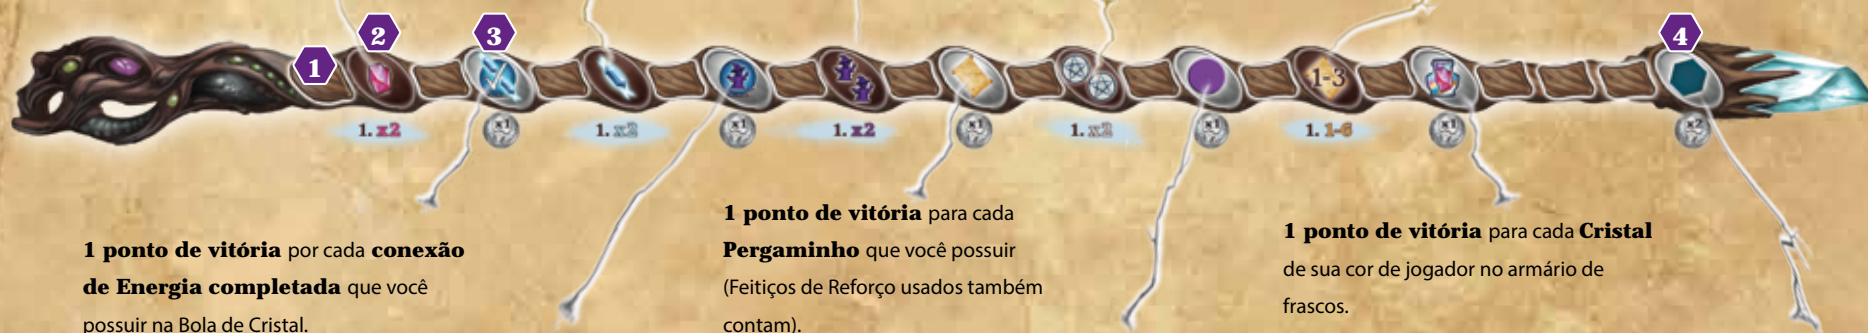 1
2
3
4
1-3
1. x2
x1
1. x2
x1
1. x2
x1
1. x2
x1
1. 1-6
x1
x2
1 ponto de vitória por cada conexão
de Energia completada que você
possuir na Bola de Cristal.
1 ponto de vitória para cada
Pergaminho que você possuir
(Feitiços de Reforço usados também
contam).
1 ponto de vitória para cada Cristal
de sua cor de jogador no armário de
frascos.